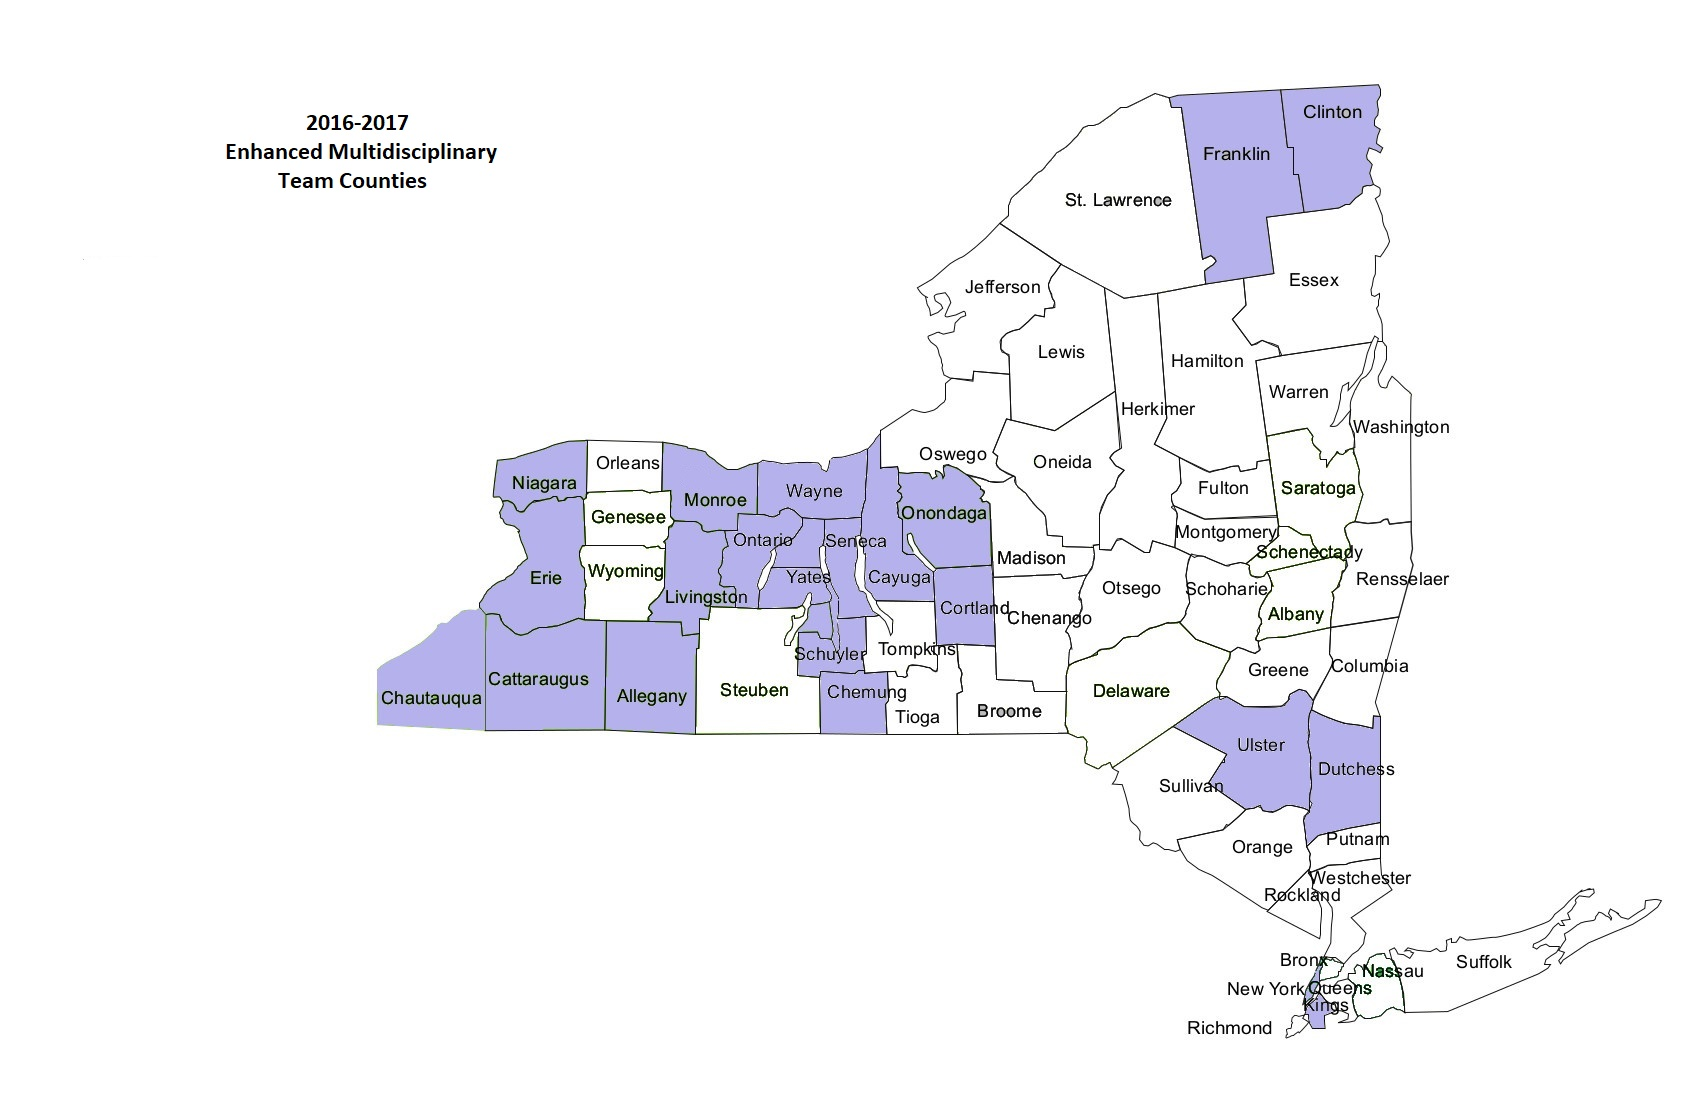 2016-2017
Enhanced Multidisciplinary
Team Counties
Clinton
Franklin
St. Lawrence
Essex
Jefferson
Lewis
Hamilton
Warren
Herkimer
Washington
Oswego
Oneida
Orleans
Niagara
Monroe
Wayne
Fulton
Saratoga
Genesee
Onondaga
Montgomery
Ontario
Seneca
Schenectady
Madison
Wyoming
Erie
Yates
Cayuga
Rensselaer
Otsego
Schoharie
Livingston
Cortland
Chenango
Albany
Schuyler
Tompkins
Greene
Columbia
Cattaraugus
Chautauqua
Allegany
Steuben
Chemung
Delaware
Tioga
Broome
Ulster
Dutchess
Sullivan
Putnam
Orange
Westchester
Rockland
Bronx
Suffolk
Nassau
New York
Queens
Kings
Richmond